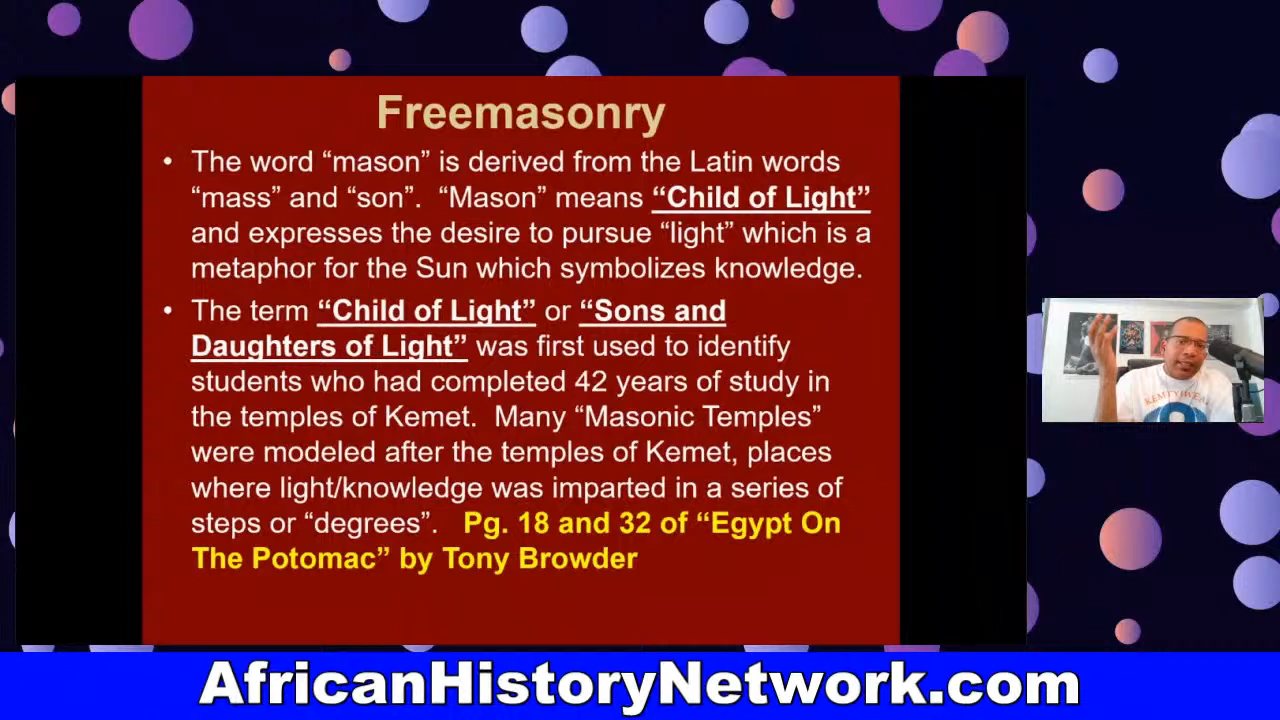 Freemasonry
• The word “mason” is derived from the Latin words
“mass” and “son”.  “Mason” means “Child of Light”
and expresses the desire to pursue “light” which is a
metaphor for the Sun which symbolizes knowledge.
• The term “Child of Light” or “Sons and
Daughters of Light” was first used to identify
students who had completed 42 years of study in
the temples of Kemet.  Many “Masonic Temples”
were modeled after the temples of Kemet, places
where light/knowledge was imparted in a series of
steps or “degrees”.   Pg. 18 and 32 of “Egypt On
The Potomac” by Tony Browder
AfricanHistoryNetwork.com